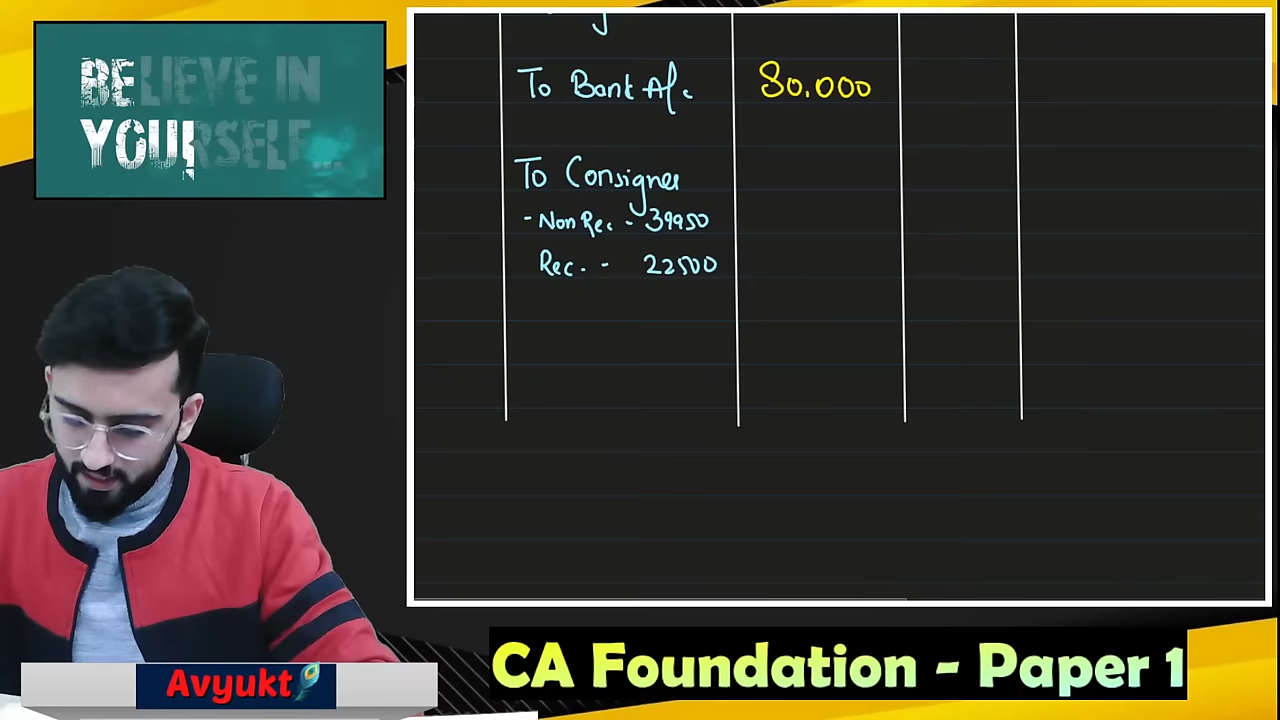 BELIEVE IN
YOURSELF...
To Bank A/c 80.000
To Consignee
- Non Rec. - 39950
Rec. - 22500
Avyukt
CA Foundation - Paper 1